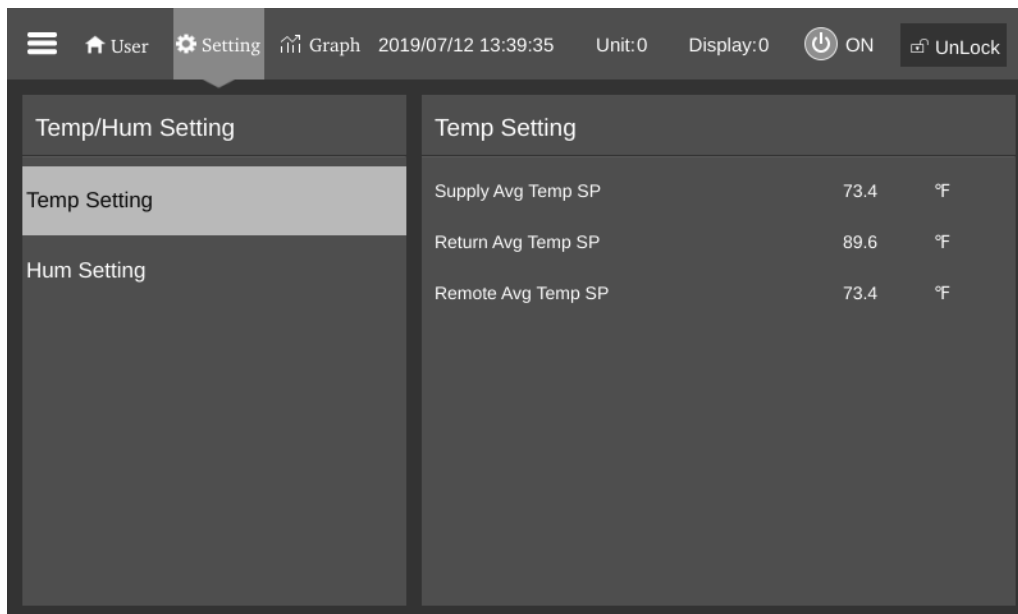 User Setting Graph 2019/07/12 13:39:35 Unit:0 Display:0 ON UnLock
Temp/Hum Setting
Temp Setting
Hum Setting
Temp Setting
Supply Avg Temp SP 73.4 ℉
Return Avg Temp SP 89.6 ℉
Remote Avg Temp SP 73.4 ℉